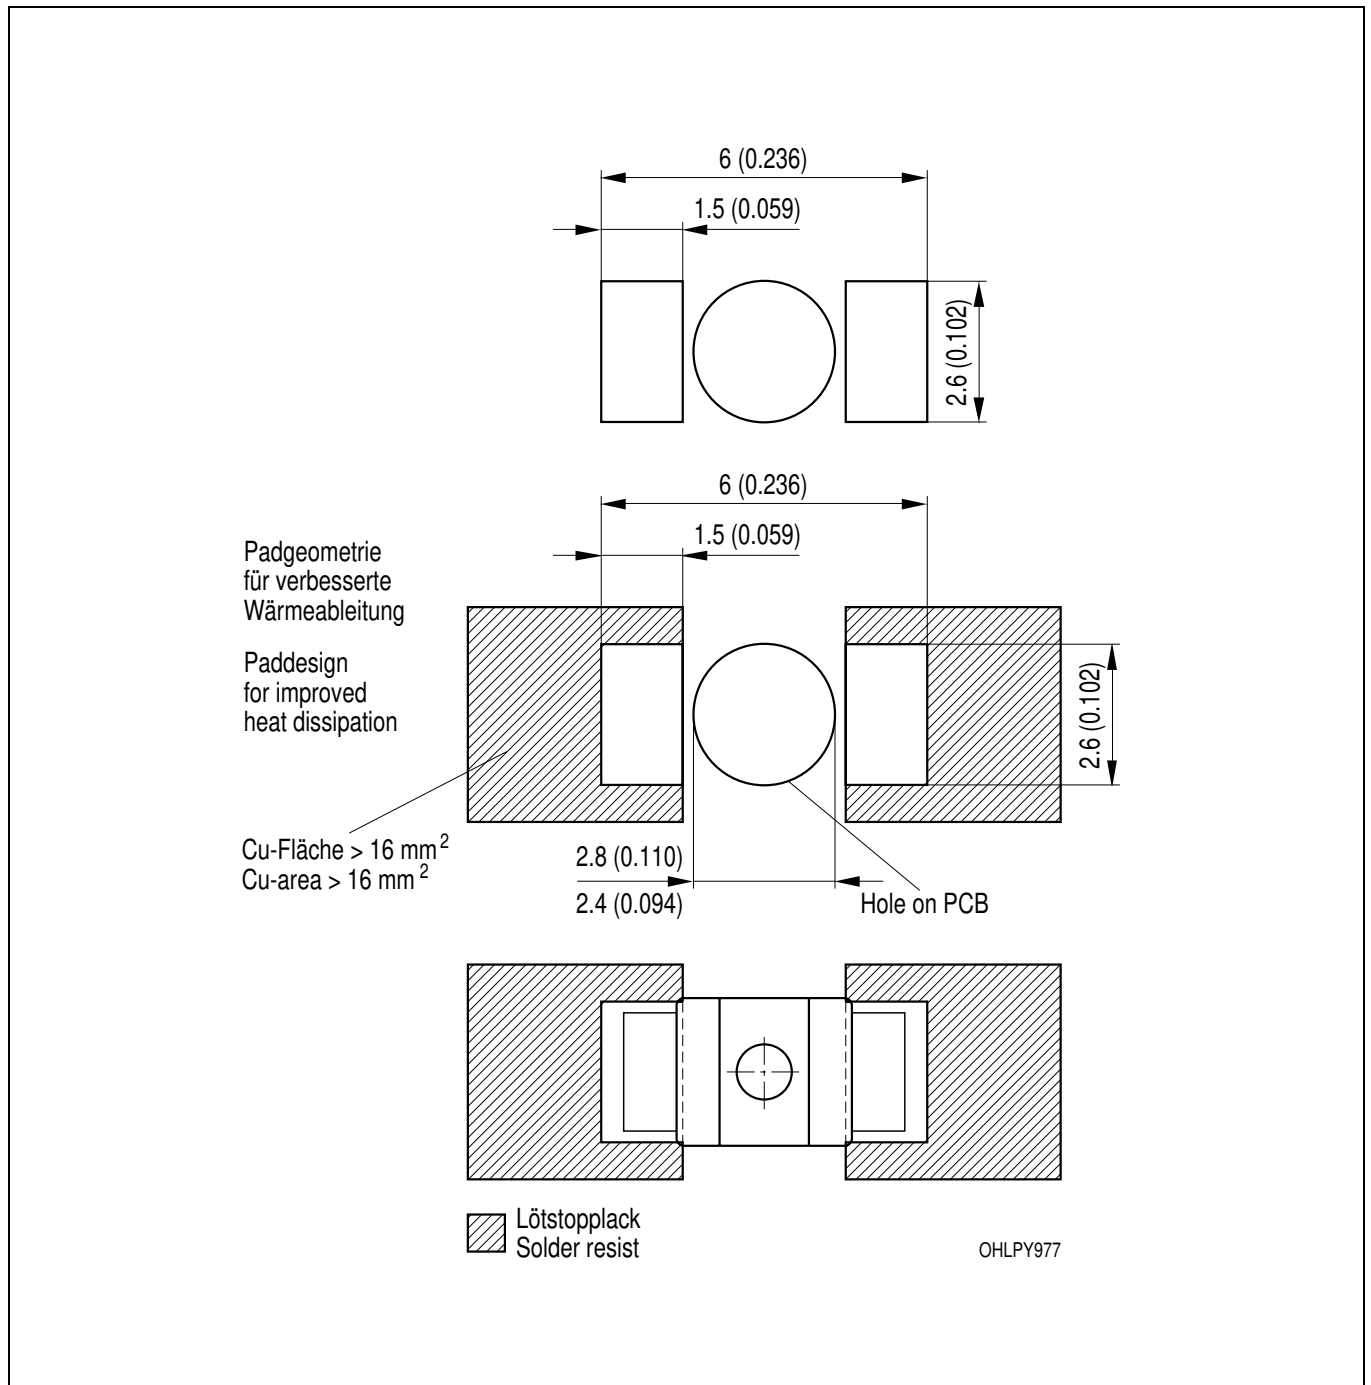 6 (0.236)
1.5 (0.059)
2.6 (0.102)
6 (0.236)
1.5 (0.059)
Padgeometrie
für verbesserte
Wärmeableitung
Paddesign
for improved
heat dissipation
2.6 (0.102)
Cu-Fläche > 16 mm²
Cu-area > 16 mm²
2.8 (0.110)
2.4 (0.094)
Hole on PCB
Lötstopplack
Solder resist
OHLPY977